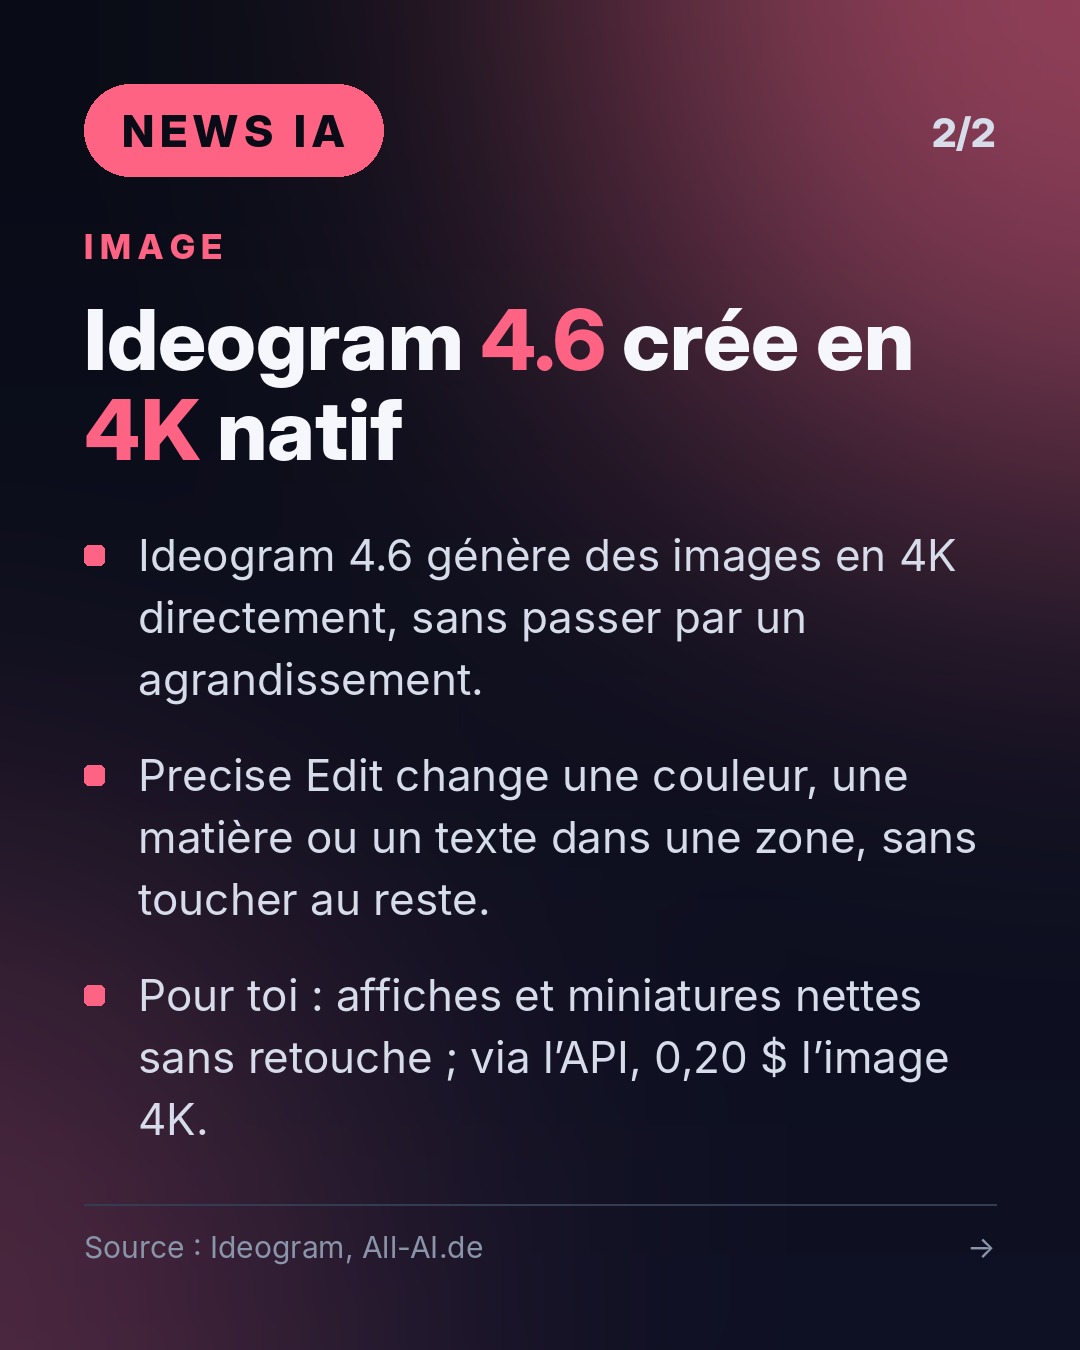 NEWS IA
2/2
IMAGE
Ideogram 4.6 crée en
4K natif
Ideogram 4.6 génère des images en 4K
directement, sans passer par un
agrandissement.
Precise Edit change une couleur, une
matière ou un texte dans une zone, sans
toucher au reste.
Pour toi : affiches et miniatures nettes
sans retouche ; via l’API, 0,20 $ l’image
4K.
Source : Ideogram, All-AI.de
→